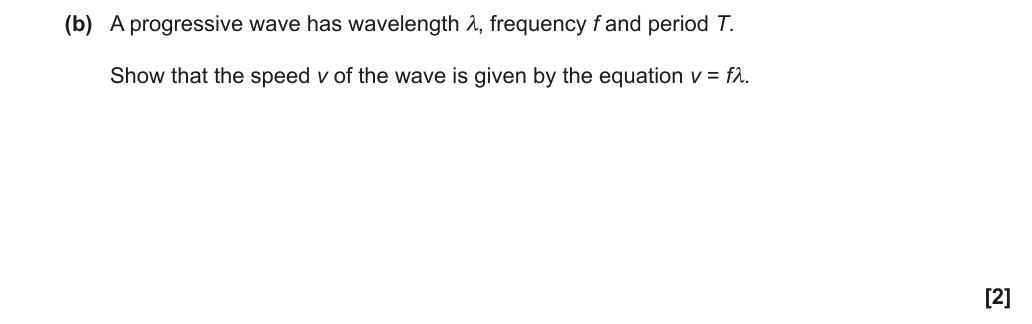 (b) A progressive wave has wavelength λ, frequency f and period T.
Show that the speed v of the wave is given by the equation v = fλ.
[2]